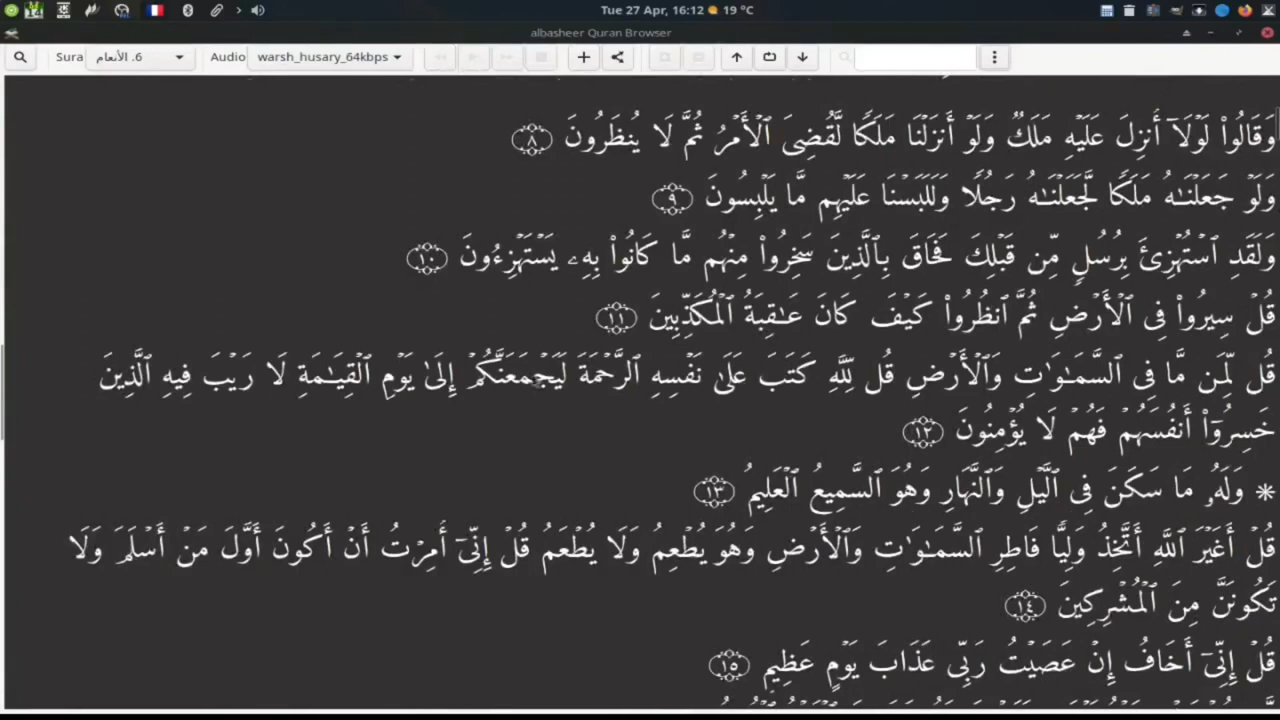 Tue 27 Apr, 16:12 19 °C
albasheer Quran Browser
Sura 6. الأنعام Audio warsh_husary_64kbps
وَقَالُوا۟ لَوْلَآ أُنزِلَ عَلَيْهِ مَلَكٌ وَلَوْ أَنزَلْنَا مَلَكًا لَّقُضِىَ ٱلْأَمْرُ ثُمَّ لَا يُنظَرُونَ ٨
وَلَوْ جَعَلْنَـٰهُ مَلَكًا لَّجَعَلْنَـٰهُ رَجُلًا وَلَلَبَسْنَا عَلَيْهِم مَّا يَلْبِسُونَ ٩
وَلَقَدِ ٱسْتُهْزِئَ بِرُسُلٍ مِّن قَبْلِكَ فَحَاقَ بِٱلَّذِينَ سَخِرُوا۟ مِنْهُم مَّا كَانُوا۟ بِهِۦ يَسْتَهْزِءُونَ ١٠
قُلْ سِيرُوا۟ فِى ٱلْأَرْضِ ثُمَّ ٱنظُرُوا۟ كَيْفَ كَانَ عَـٰقِبَةُ ٱلْمُكَذِّبِينَ ١١
قُل لِّمَن مَّا فِى ٱلسَّمَـٰوَٰتِ وَٱلْأَرْضِ قُل لِّلَّهِ كَتَبَ عَلَىٰ نَفْسِهِ ٱلرَّحْمَةَ لَيَجْمَعَنَّكُمْ إِلَىٰ يَوْمِ ٱلْقِيَـٰمَةِ لَا رَيْبَ فِيهِ ٱلَّذِينَ
خَسِرُوٓا۟ أَنفُسَهُمْ فَهُمْ لَا يُؤْمِنُونَ ١٢
* وَلَهُۥ مَا سَكَنَ فِى ٱلَّيْلِ وَٱلنَّهَارِ وَهُوَ ٱلسَّمِيعُ ٱلْعَلِيمُ ١٣
قُلْ أَغَيْرَ ٱللَّهِ أَتَّخِذُ وَلِيًّا فَاطِرِ ٱلسَّمَـٰوَٰتِ وَٱلْأَرْضِ وَهُوَ يُطْعِمُ وَلَا يُطْعَمُ قُلْ إِنِّىٓ أُمِرْتُ أَنْ أَكُونَ أَوَّلَ مَنْ أَسْلَمَ وَلَا
تَكُونَنَّ مِنَ ٱلْمُشْرِكِينَ ١٤
قُلْ إِنِّىٓ أَخَافُ إِنْ عَصَيْتُ رَبِّى عَذَابَ يَوْمٍ عَظِيمٍ ١٥